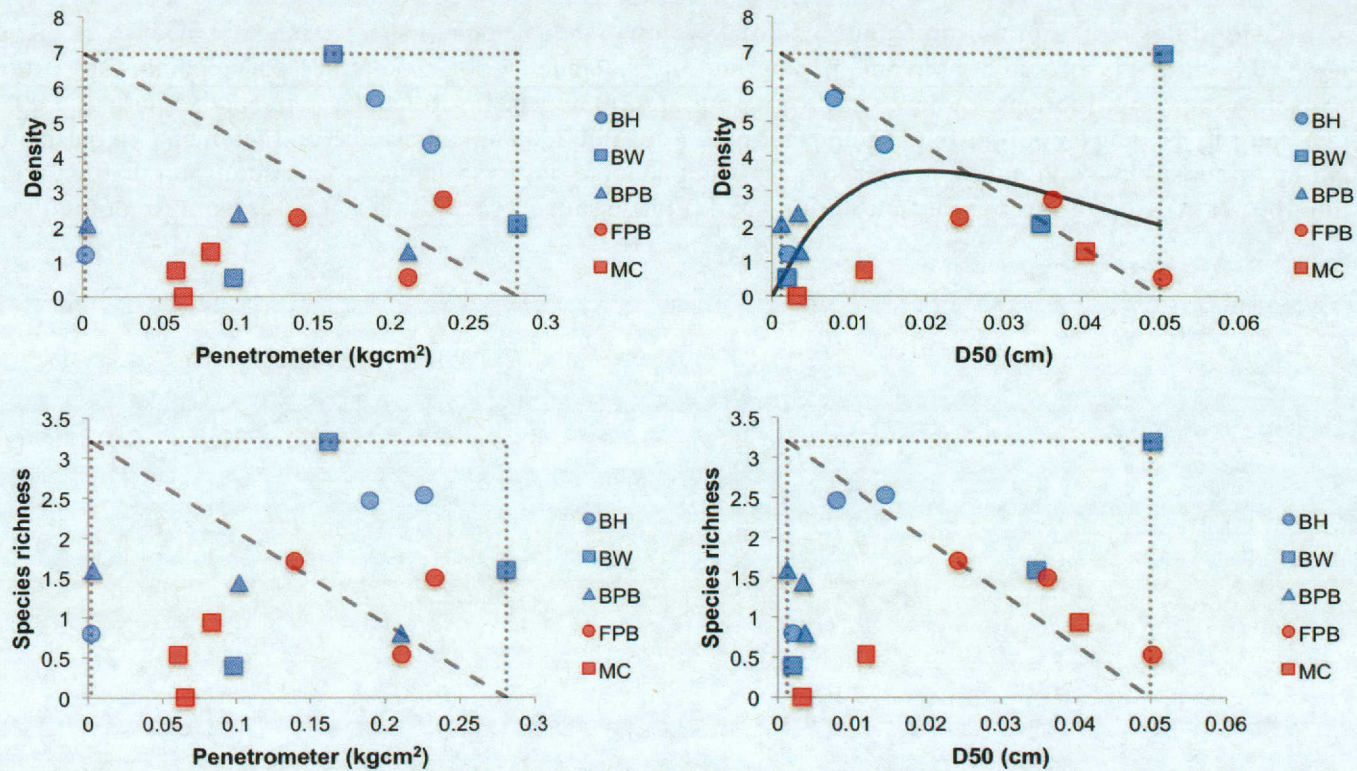 8
7
6
5
4
3
2
1
0
Density
0 0.05 0.1 0.15 0.2 0.25 0.3
Penetrometer (kgcm²)
BH
BW
BPB
FPB
MC
8
7
6
5
4
3
2
1
0
Density
0 0.01 0.02 0.03 0.04 0.05 0.06
D50 (cm)
BH
BW
BPB
FPB
MC
3.5
3
2.5
2
1.5
1
0.5
0
Species richness
0 0.05 0.1 0.15 0.2 0.25 0.3
Penetrometer (kgcm²)
BH
BW
BPB
FPB
MC
3.5
3
2.5
2
1.5
1
0.5
0
Species richness
0 0.01 0.02 0.03 0.04 0.05 0.06
D50 (cm)
BH
BW
BPB
FPB
MC